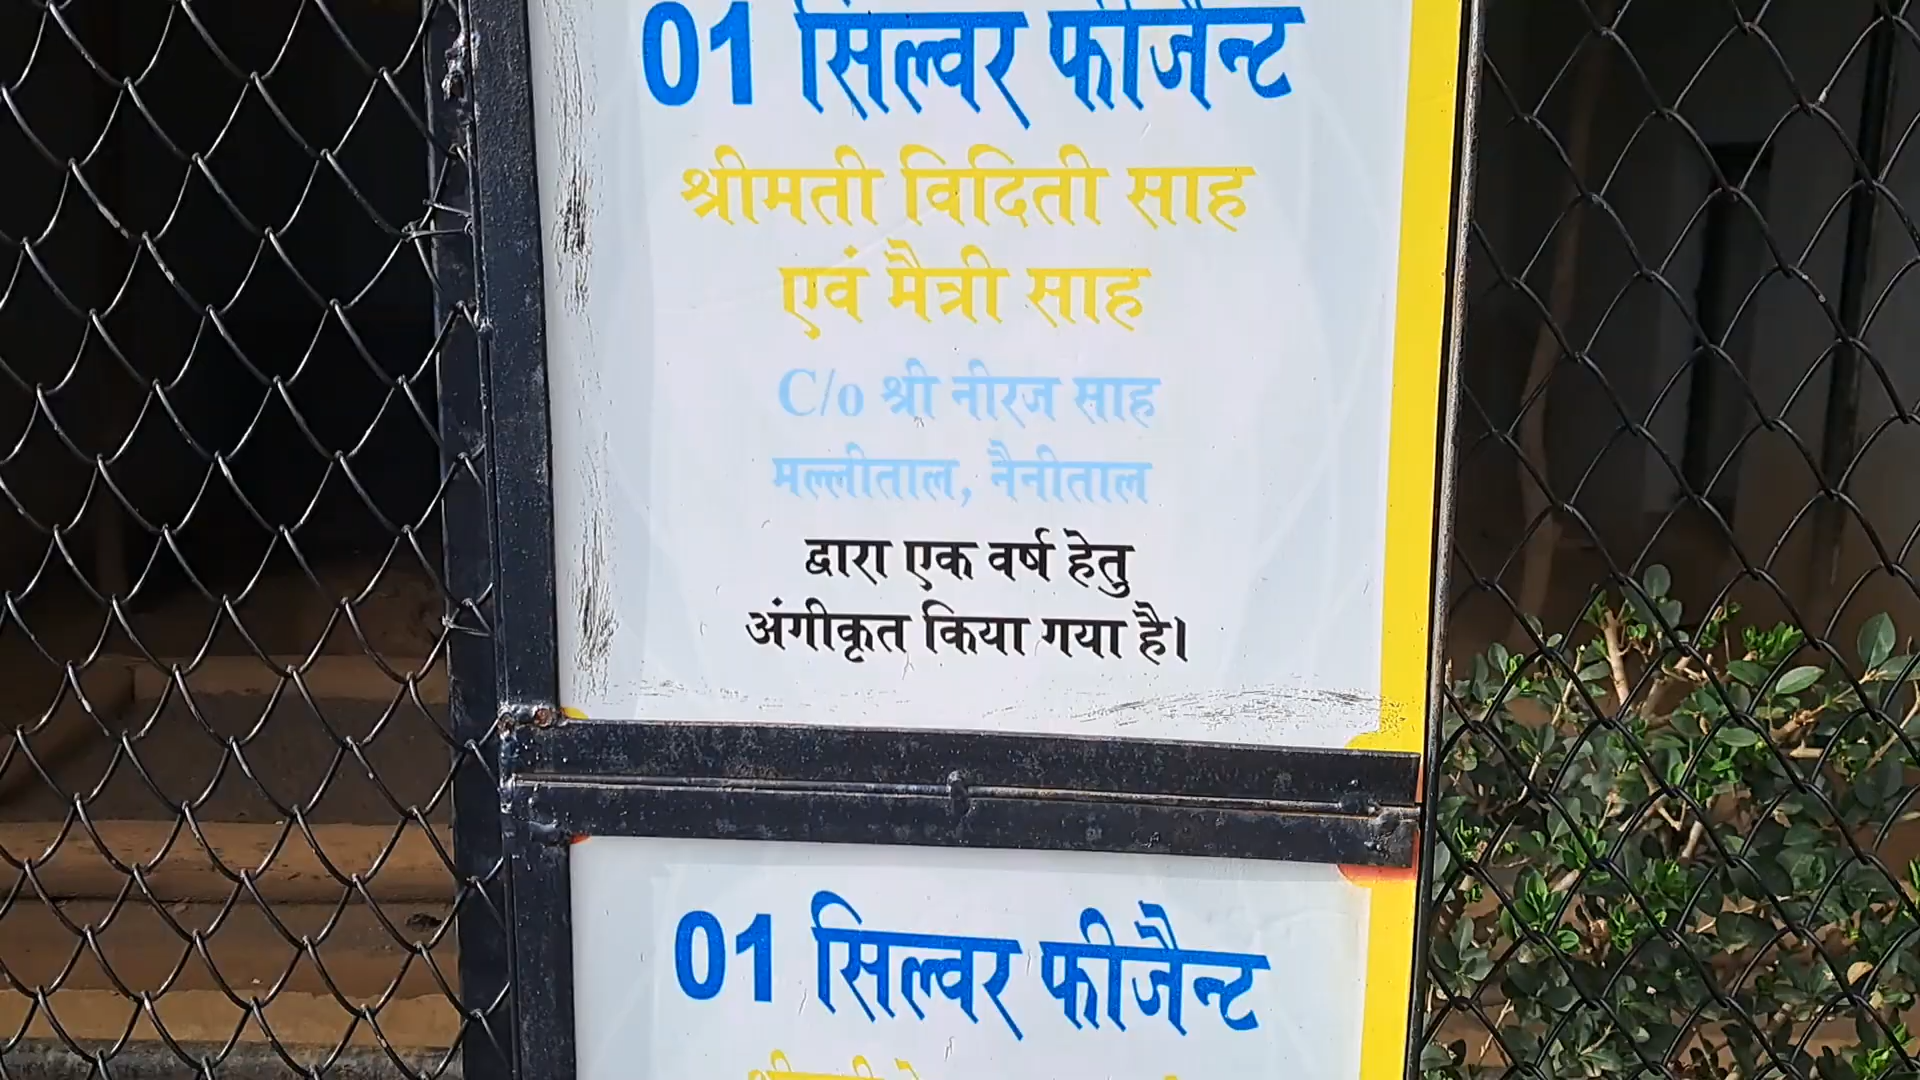 01 सिल्वर फीजैन्ट
श्रीमती विदिती साह
एवं मैत्री साह
C/o श्री नीरज साह
मल्लीताल, नैनीताल
द्वारा एक वर्ष हेतु
अंगीकृत किया गया है।
01 सिल्वर फीजैन्ट